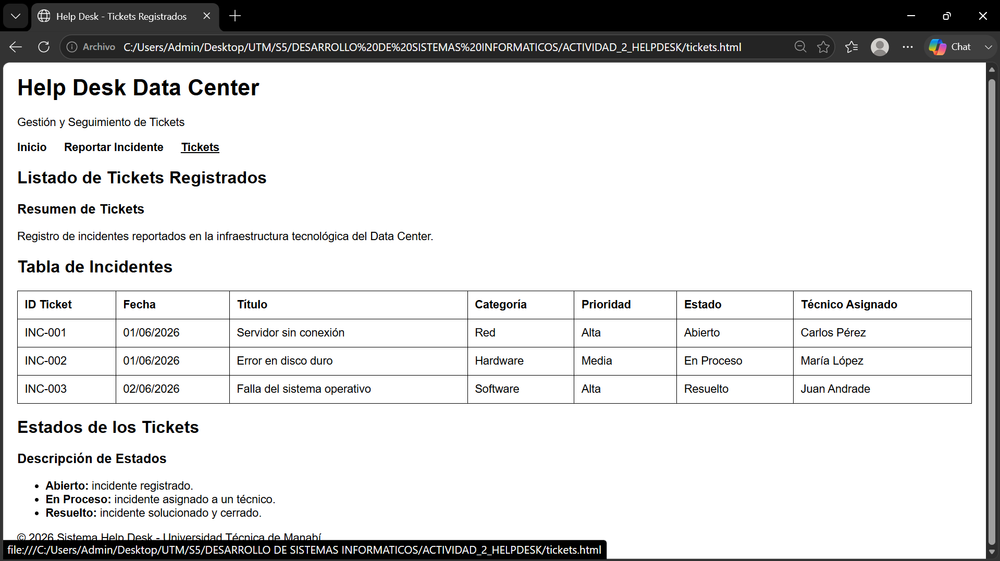 Help Desk - Tickets Registrados
Archivo C:/Users/Admin/Desktop/UTM/S5/DESARROLLO%20DE%20SISTEMAS%20INFORMATICOS/ACTIVIDAD_2_HELPDESK/tickets.html Chat
Help Desk Data Center
Gestión y Seguimiento de Tickets
Inicio Reportar Incidente Tickets
Listado de Tickets Registrados
Resumen de Tickets
Registro de incidentes reportados en la infraestructura tecnológica del Data Center.
Tabla de Incidentes
ID Ticket Fecha Título Categoría Prioridad Estado Técnico Asignado
INC-001 01/06/2026 Servidor sin conexión Red Alta Abierto Carlos Pérez
INC-002 01/06/2026 Error en disco duro Hardware Media En Proceso María López
INC-003 02/06/2026 Falla del sistema operativo Software Alta Resuelto Juan Andrade
Estados de los Tickets
Descripción de Estados
• Abierto: incidente registrado.
• En Proceso: incidente asignado a un técnico.
• Resuelto: incidente solucionado y cerrado.
© 2026 Sistema Help Desk - Universidad Técnica de Manabí
file:///C:/Users/Admin/Desktop/UTM/S5/DESARROLLO DE SISTEMAS INFORMATICOS/ACTIVIDAD_2_HELPDESK/tickets.html